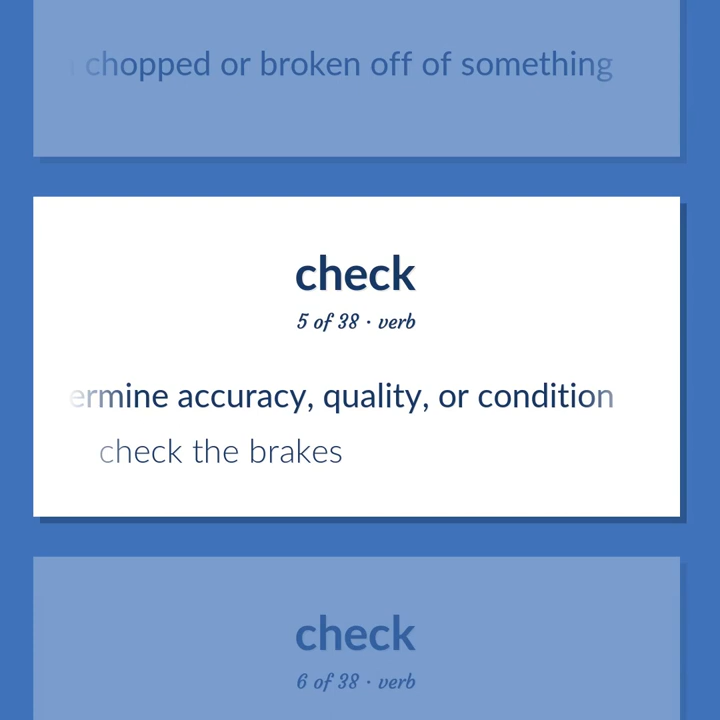 chopped or broken off of something
check
5 of 38 · verb
ermine accuracy, quality, or condition
check the brakes
check
6 of 38 · verb